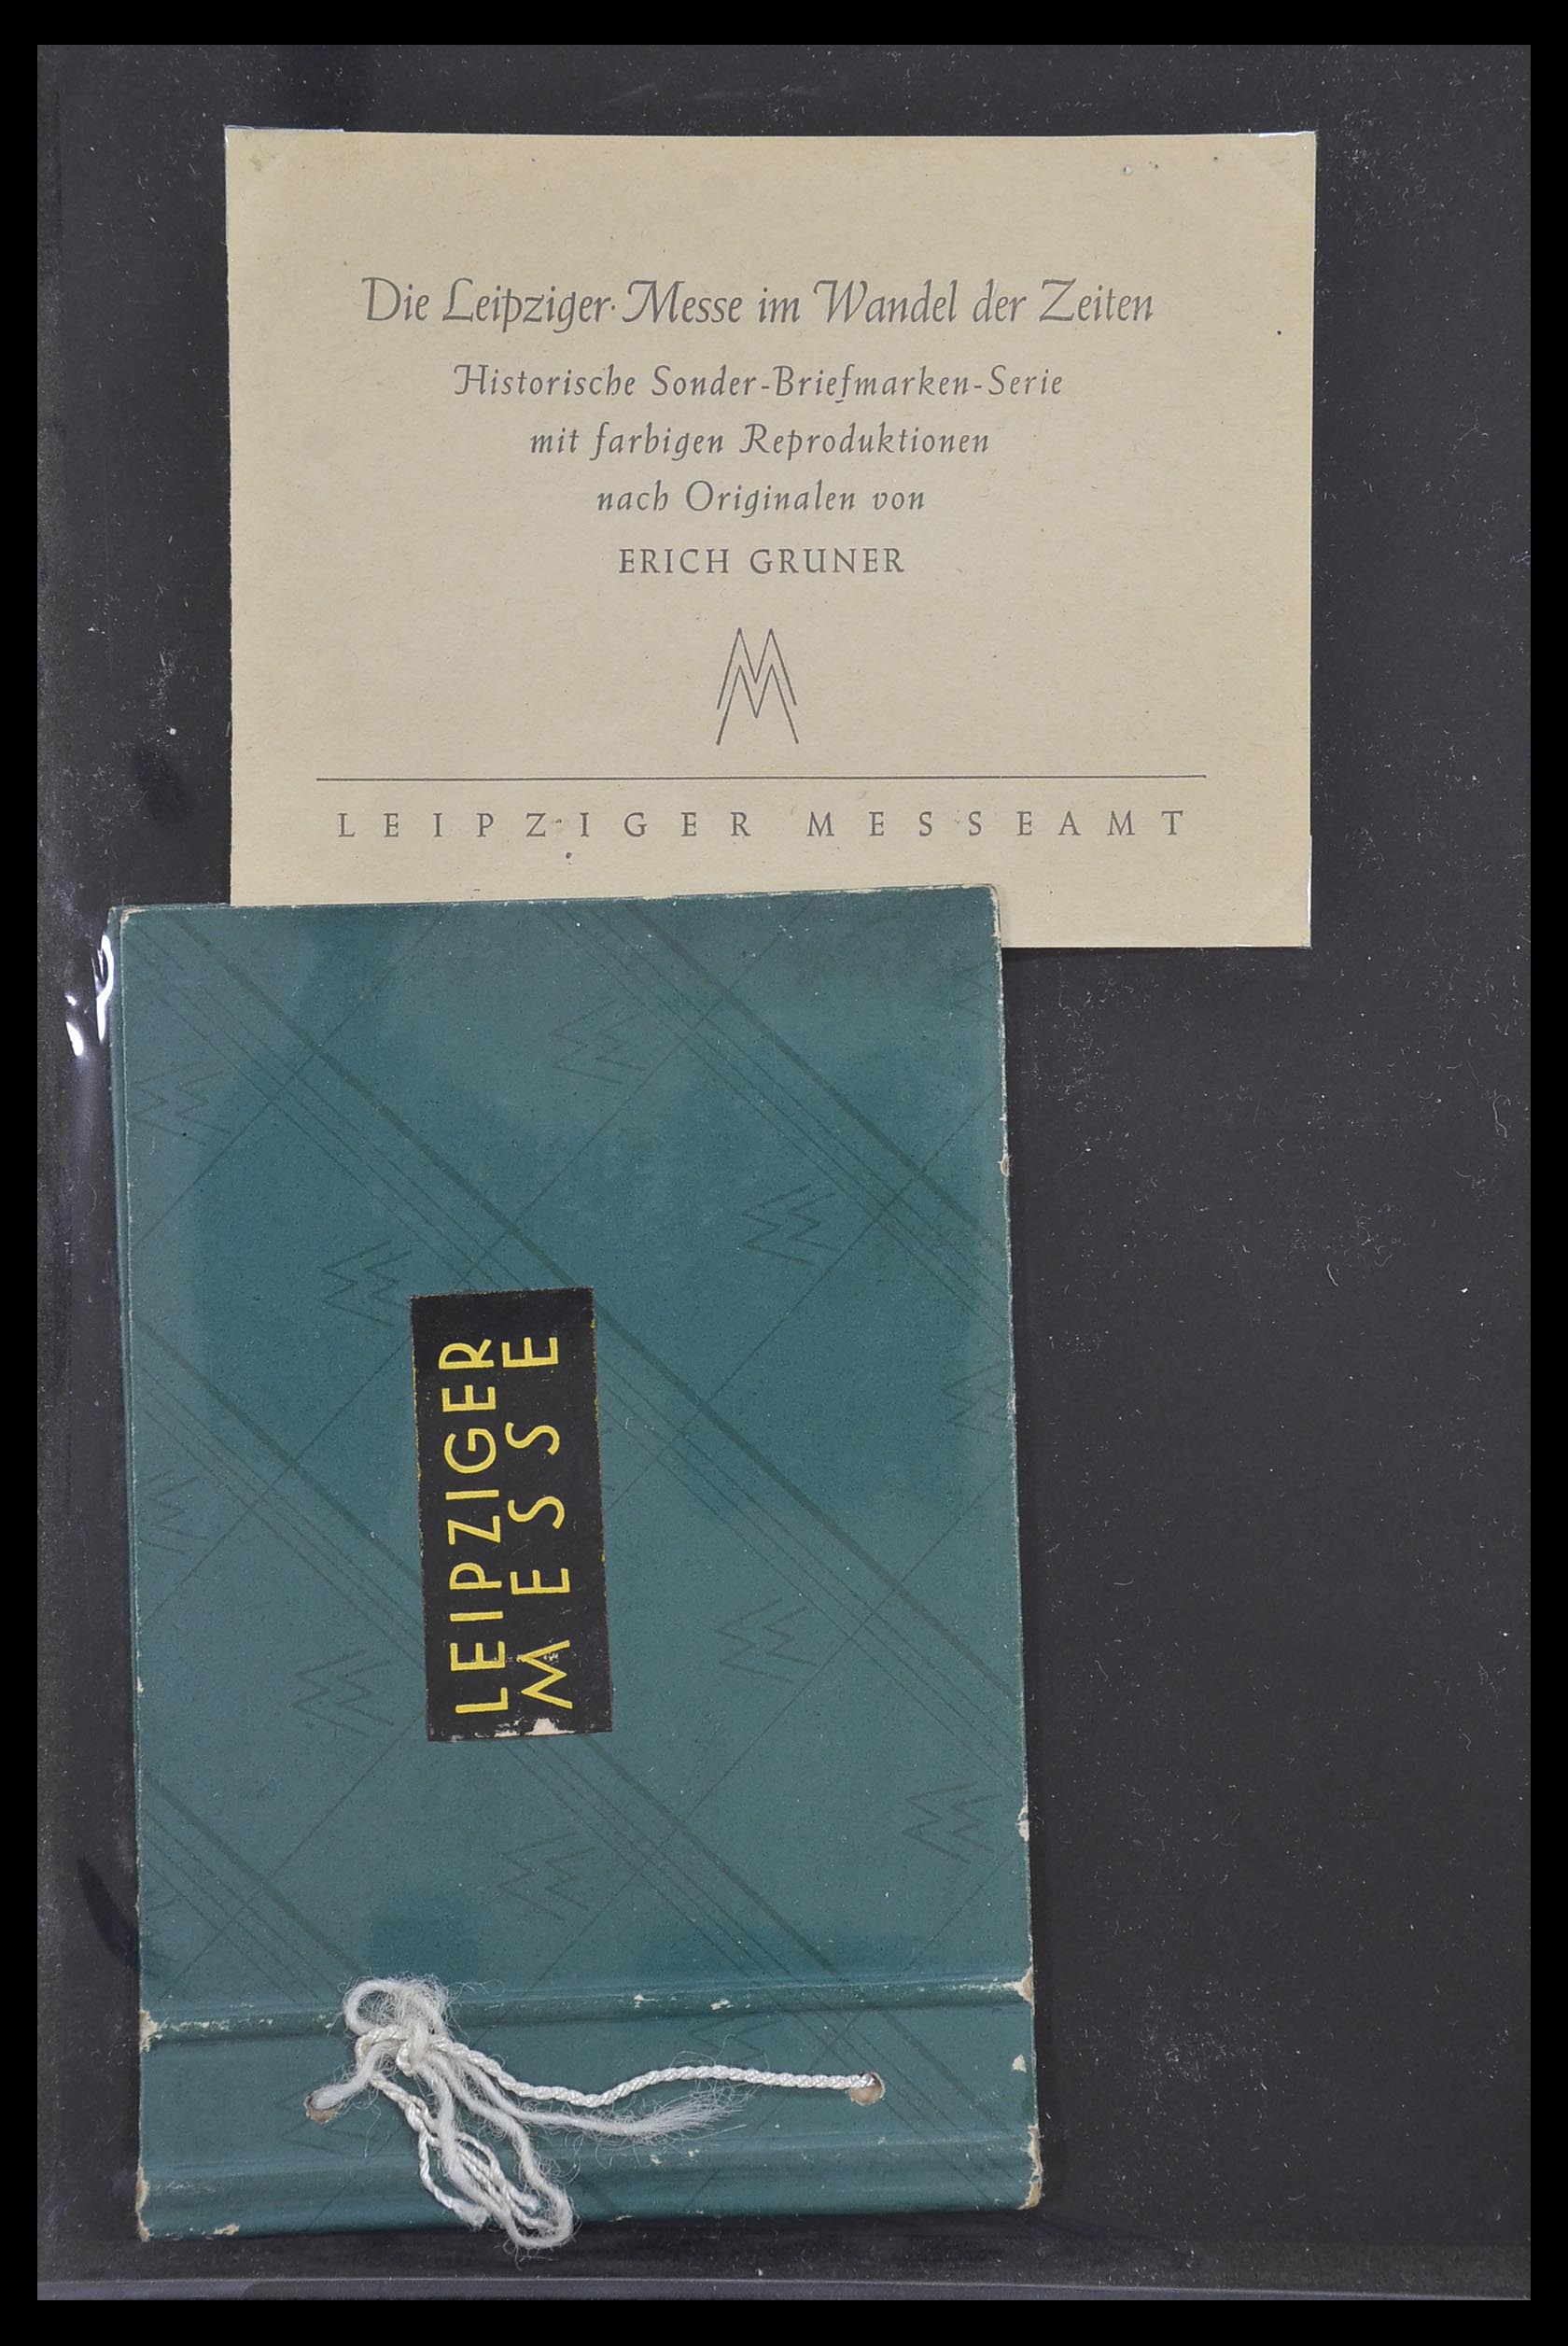 Die Leipziger Messe im Wandel der Zeiten
Historische Sonder-Briefmarken-Serie
mit farbigen Reproduktionen
nach Originalen von
ERICH GRUNER
MM
LEIPZIGER MESSEAMT
LEIPZIGER
MESSE